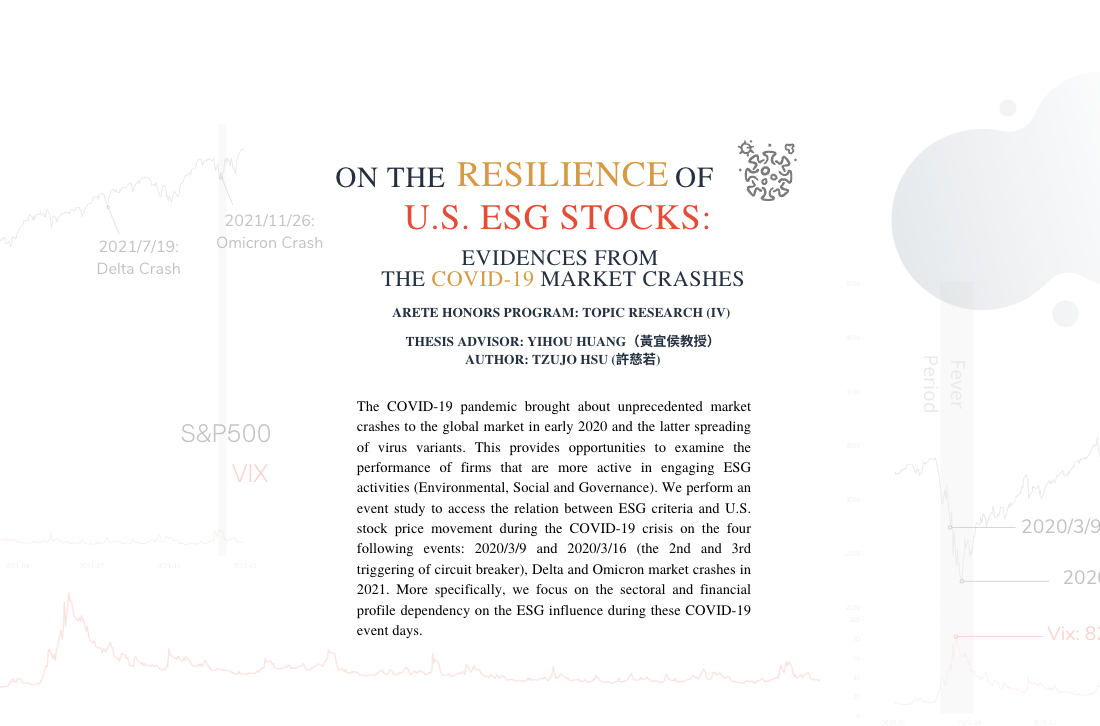 ON THE RESILIENCE OF
U.S. ESG STOCKS:
EVIDENCES FROM
THE COVID-19 MARKET CRASHES
ARETE HONORS PROGRAM: TOPIC RESEARCH (IV)
THESIS ADVISOR: YIHOU HUANG（黃宜侯教授）
AUTHOR: TZUJO HSU (許慈若)
The COVID-19 pandemic brought about unprecedented market
crashes to the global market in early 2020 and the latter spreading
of virus variants. This provides opportunities to examine the
performance of firms that are more active in engaging ESG
activities (Environmental, Social and Governance). We perform an
event study to access the relation between ESG criteria and U.S.
stock price movement during the COVID-19 crisis on the four
following events: 2020/3/9 and 2020/3/16 (the 2nd and 3rd
triggering of circuit breaker), Delta and Omicron market crashes in
2021. More specifically, we focus on the sectoral and financial
profile dependency on the ESG influence during these COVID-19
event days.
2021/7/19:
Delta Crash
2021/11/26:
Omicron Crash
S&P500
VIX
Fever
Period
2020/3/9
202
Vix: 82